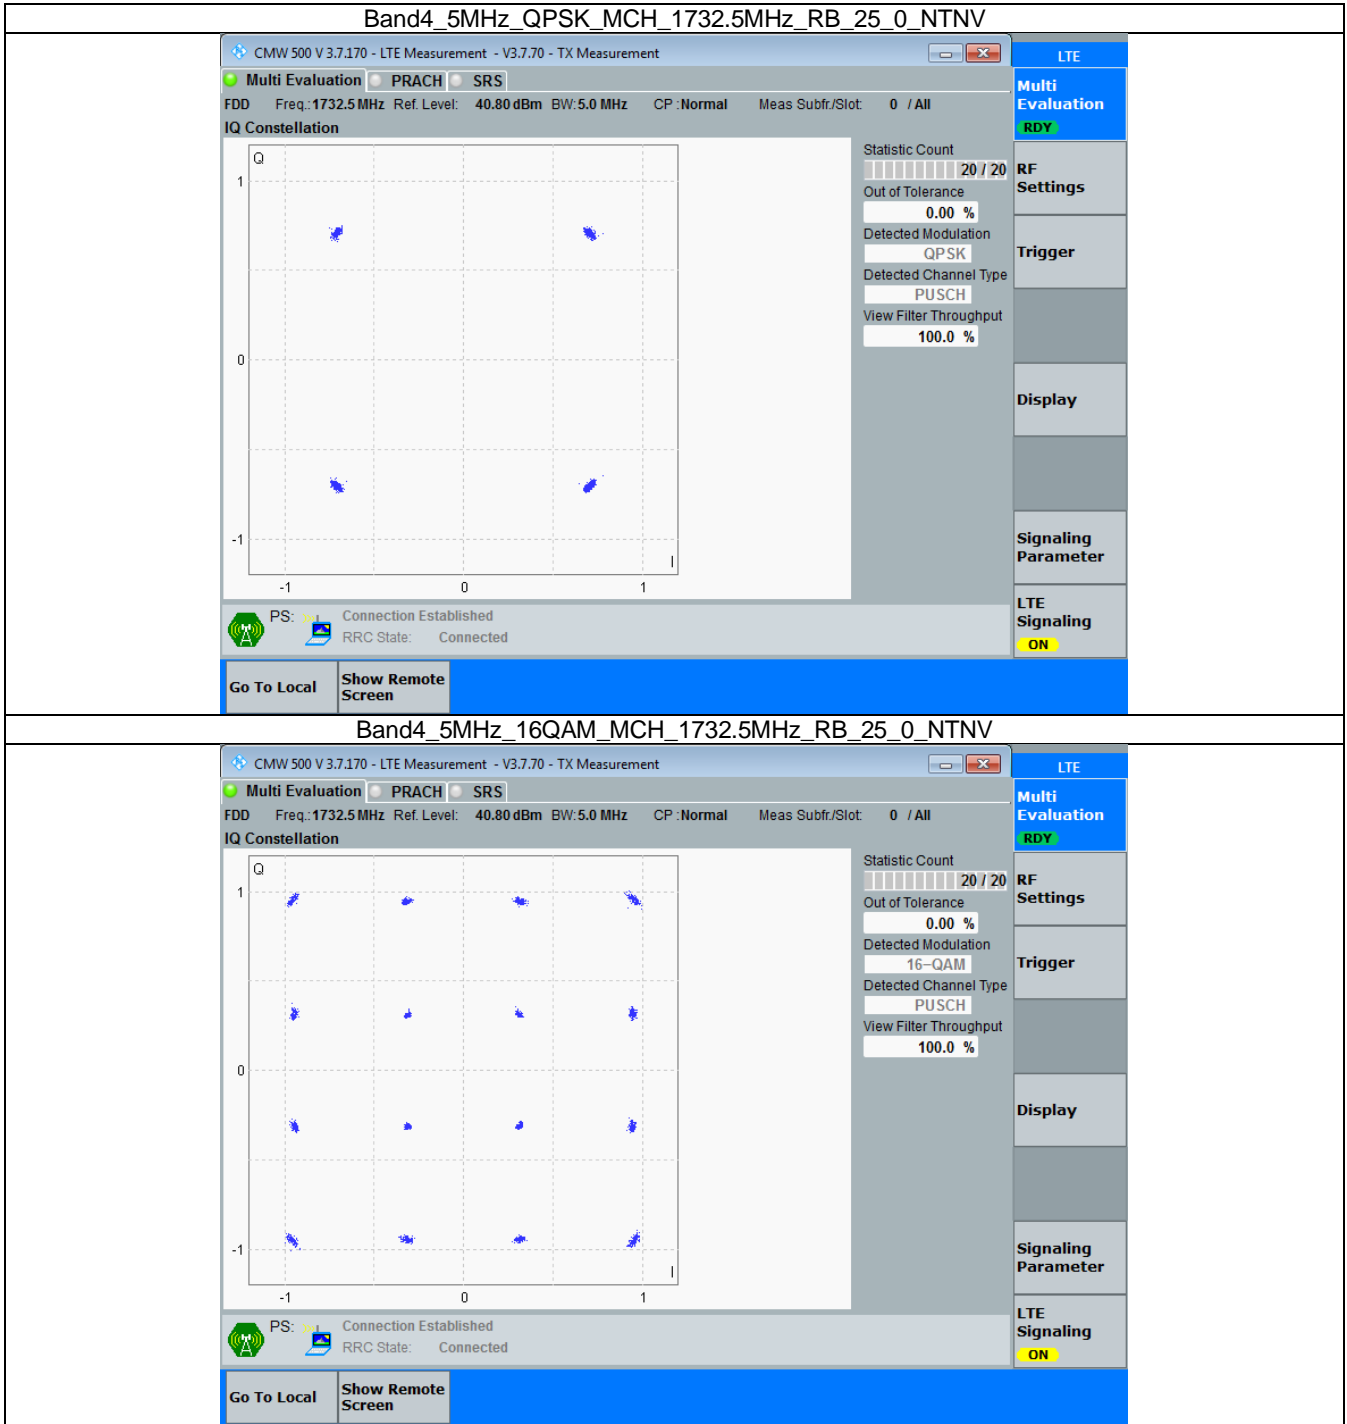 Band4_5MHz_QPSK_MCH_1732.5MHz_RB_25_0_NTNV
CMW 500 V 3.7.170 - LTE Measurement - V3.7.70 - TX Measurement
LTE
Multi Evaluation PRACH SRS
FDD Freq.: 1732.5 MHz Ref. Level: 40.80 dBm BW: 5.0 MHz CP : Normal Meas Subfr./Slot: 0 / All
IQ Constellation
Multi
Evaluation
RDY
Q
1
0
-1
-1 0 1
I
Statistic Count
20 / 20
Out of Tolerance
0.00 %
Detected Modulation
QPSK
Detected Channel Type
PUSCH
View Filter Throughput
100.0 %
RF
Settings
Trigger
Display
Signaling
Parameter
LTE
Signaling
ON
PS: Connection Established
RRC State: Connected
Go To Local
Show Remote
Screen
Band4_5MHz_16QAM_MCH_1732.5MHz_RB_25_0_NTNV
CMW 500 V 3.7.170 - LTE Measurement - V3.7.70 - TX Measurement
LTE
Multi Evaluation PRACH SRS
FDD Freq.: 1732.5 MHz Ref. Level: 40.80 dBm BW: 5.0 MHz CP : Normal Meas Subfr./Slot: 0 / All
IQ Constellation
Multi
Evaluation
RDY
Q
1
0
-1
-1 0 1
I
Statistic Count
20 / 20
Out of Tolerance
0.00 %
Detected Modulation
16-QAM
Detected Channel Type
PUSCH
View Filter Throughput
100.0 %
RF
Settings
Trigger
Display
Signaling
Parameter
LTE
Signaling
ON
PS: Connection Established
RRC State: Connected
Go To Local
Show Remote
Screen